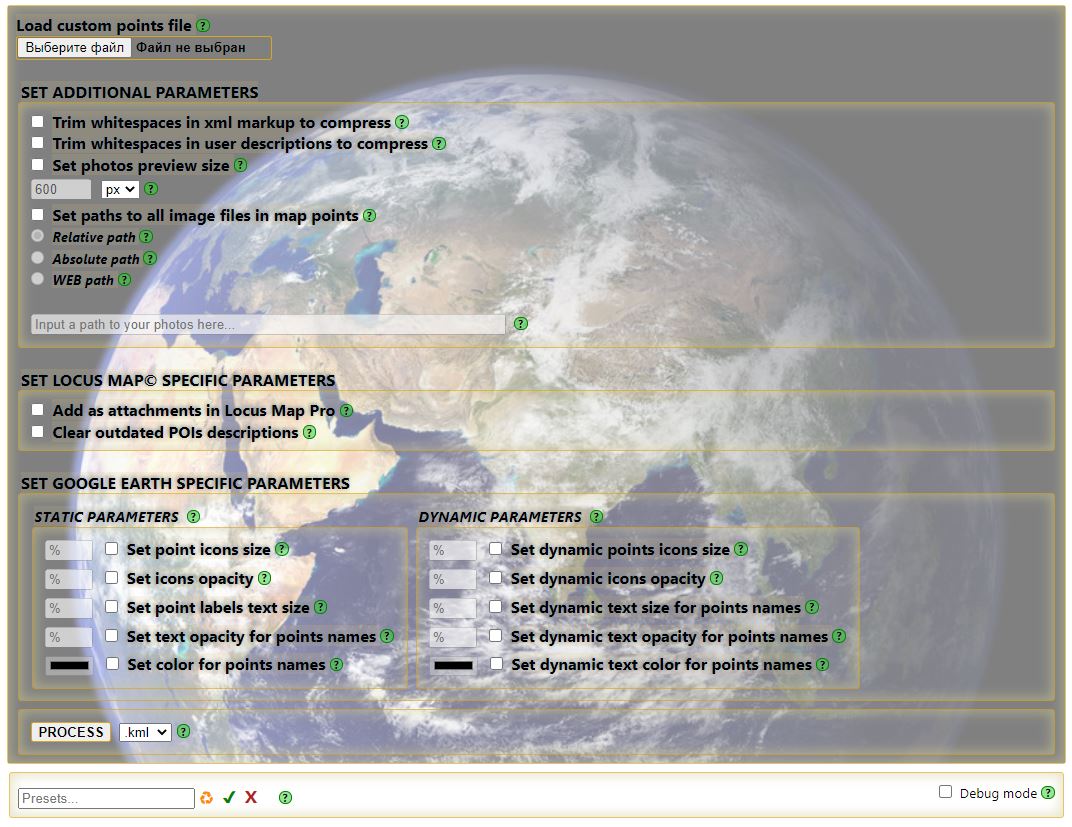 Load custom points file ?
Выберите файл Файл не выбран
SET ADDITIONAL PARAMETERS
Trim whitespaces in xml markup to compress ?
Trim whitespaces in user descriptions to compress ?
Set photos preview size ?
600 px ?
Set paths to all image files in map points ?
Relative path ?
Absolute path ?
WEB path ?
Input a path to your photos here... ?
SET LOCUS MAP© SPECIFIC PARAMETERS
Add as attachments in Locus Map Pro ?
Clear outdated POIs descriptions ?
SET GOOGLE EARTH SPECIFIC PARAMETERS
STATIC PARAMETERS ?
% Set point icons size ?
% Set icons opacity ?
% Set point labels text size ?
% Set text opacity for points names ?
Set color for points names ?
DYNAMIC PARAMETERS ?
% Set dynamic points icons size ?
% Set dynamic icons opacity ?
% Set dynamic text size for points names ?
% Set dynamic text opacity for points names ?
Set dynamic text color for points names ?
PROCESS .kml ?
Presets... ♻ ✔ X ?
Debug mode ?